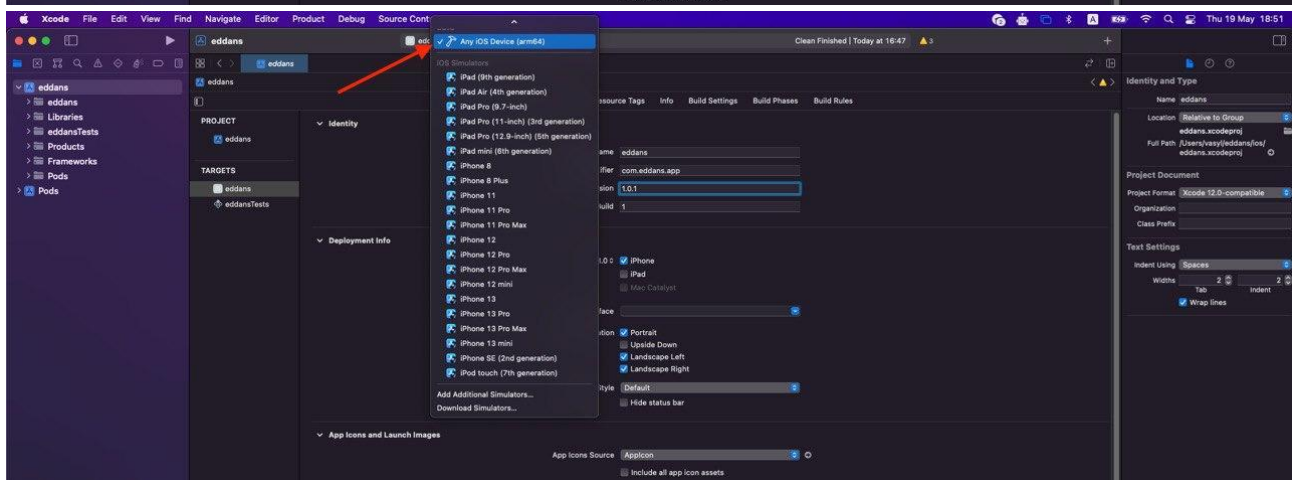 Xcode File Edit View Find Navigate Editor Product Debug Source Cont
Thu 19 May 18:51
eddans
Any iOS Device (arm64)
Clean Finished | Today at 16:47
3
eddans
iOS Simulators
iPad (9th generation)
iPad Air (4th generation)
iPad Pro (9.7-inch)
iPad Pro (11-inch) (3rd generation)
iPad Pro (12.9-inch) (5th generation)
iPad mini (6th generation)
iPhone 8
iPhone 8 Plus
iPhone 11
iPhone 11 Pro
iPhone 11 Pro Max
iPhone 12
iPhone 12 Pro
iPhone 12 Pro Max
iPhone 12 mini
iPhone 13
iPhone 13 Pro
iPhone 13 Pro Max
iPhone 13 mini
iPhone SE (2nd generation)
iPod touch (7th generation)
Add Additional Simulators...
Download Simulators...
eddans
eddans
Libraries
eddansTests
Products
Frameworks
Pods
Pods
eddans
PROJECT
eddans
TARGETS
eddans
eddansTests
esource Tags Info Build Settings Build Phases Build Rules
Identity
ame eddans
ifier com.eddans.app
sion 1.0.1
uild 1
Deployment Info
1.0 iPhone
iPad
Mac Catalyst
face
ation Portrait
Upside Down
Landscape Left
Landscape Right
Style Default
Hide status bar
App Icons and Launch Images
App Icons Source AppIcon
Include all app icon assets
Identity and Type
Name eddans
Location Relative to Group
eddans.xcodeproj
Full Path /Users/vasyl/eddans/ios/
eddans.xcodeproj
Project Document
Project Format Xcode 12.0-compatible
Organization
Class Prefix
Text Settings
Indent Using Spaces
Widths 2 2
Tab Indent
Wrap lines